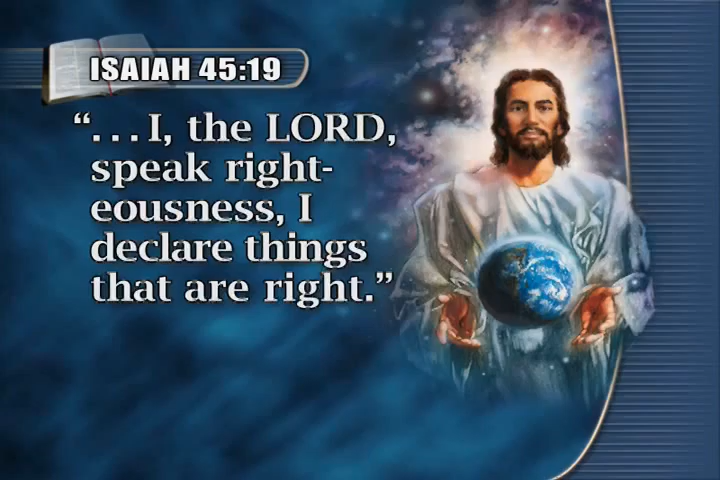 ISAIAH 45:19
“. . . I, the LORD,
speak right-
eousness, I
declare things
that are right.”